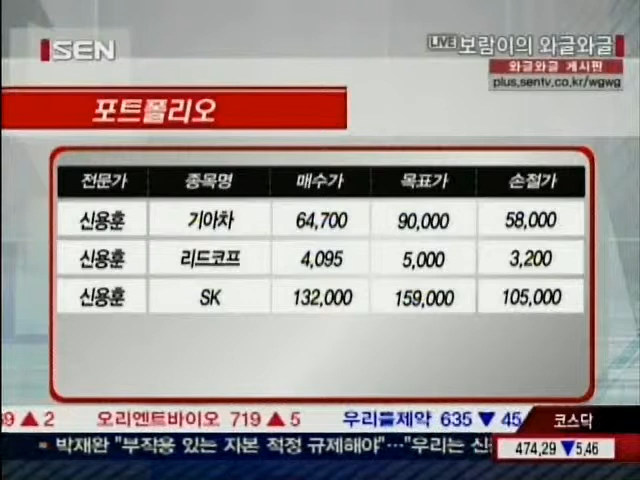 SEN
LIVE 보람이의 와글와글
와글와글 게시판
plus.sentv.co.kr/wgwg
포트폴리오
전문가 종목명 매수가 목표가 손절가
신용훈 기아차 64,700 90,000 58,000
신용훈 리드코프 4,095 5,000 3,200
신용훈 SK 132,000 159,000 105,000
69 ▲ 2 오리엔트바이오 719 ▲ 5 우리들제약 635 ▼ 45 코스닥
박재완 "부작용 있는 자본 적정 규제해야"…"우리는 신 474.29 ▼5.46